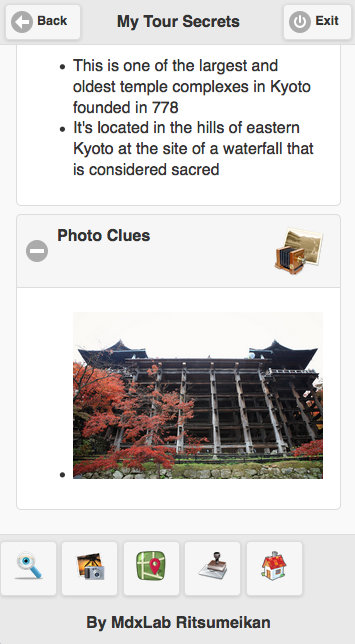 Back
My Tour Secrets
Exit
This is one of the largest and
oldest temple complexes in Kyoto
founded in 778
It's located in the hills of eastern
Kyoto at the site of a waterfall that
is considered sacred
Photo Clues
By MdxLab Ritsumeikan